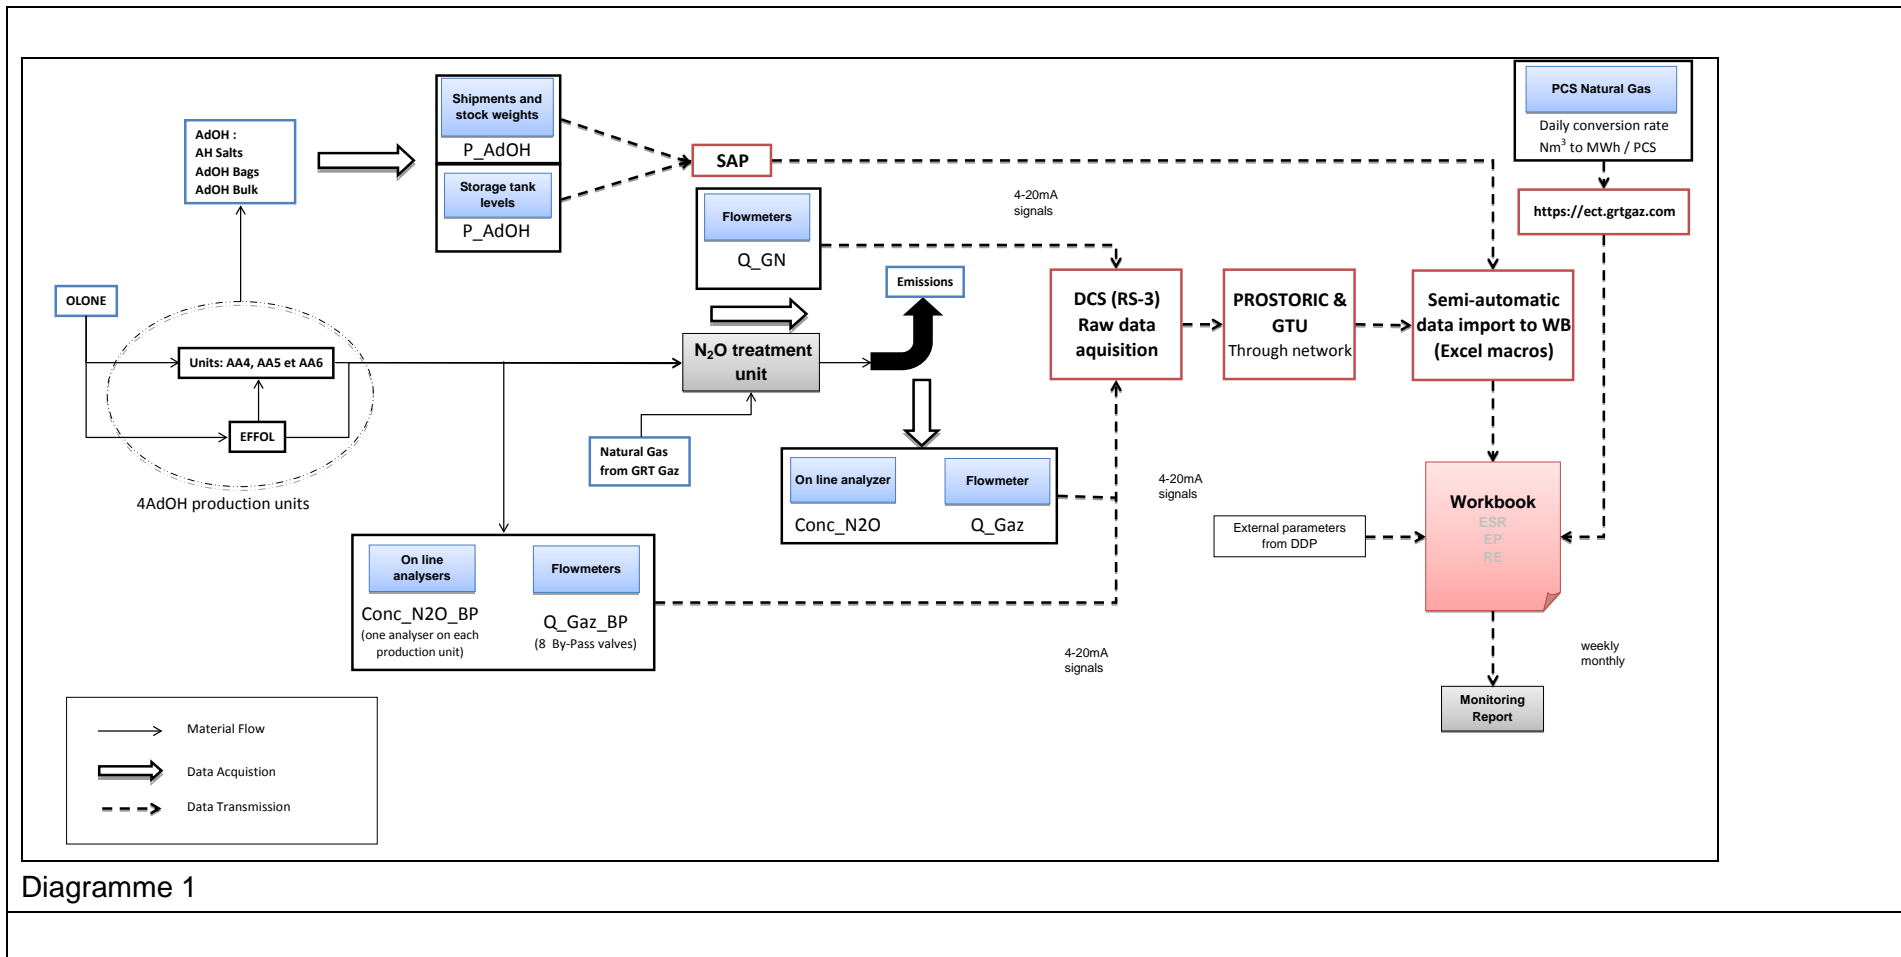 Shipments and
stock weights
P_AdOH
Storage tank
levels
P_AdOH
AdOH :
AH Salts
AdOH Bags
AdOH Bulk
SAP
PCS Natural Gas
Daily conversion rate
Nm³ to MWh / PCS
https://ect.grtgaz.com
4-20mA
signals
Flowmeters
Q_GN
OLONE
Units: AA4, AA5 et AA6
EFFOL
4AdOH production units
N₂O treatment
unit
Emissions
Natural Gas
from GRT Gaz
DCS (RS-3)
Raw data
aquisition
PROSTORIC &
GTU
Through network
Semi-automatic
data import to WB
(Excel macros)
On line analyzer
Conc_N2O
Flowmeter
Q_Gaz
4-20mA
signals
External parameters
from DDP
Workbook
ESR
EP
RE
On line
analysers
Conc_N2O_BP
(one analyser on each
production unit)
Flowmeters
Q_Gaz_BP
(8 By-Pass valves)
4-20mA
signals
weekly
monthly
Monitoring
Report
Material Flow
Data Acquistion
Data Transmission
Diagramme 1